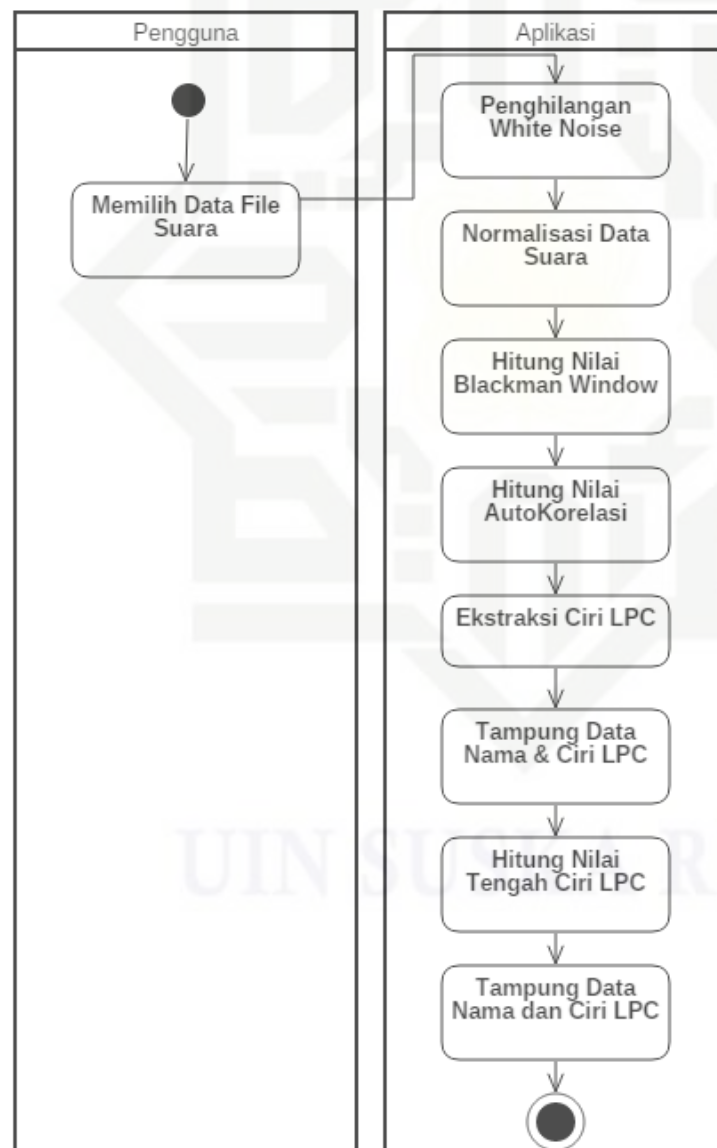 Pengguna
Aplikasi
Memilih Data File
Suara
Penghilangan
White Noise
Normalisasi Data
Suara
Hitung Nilai
Blackman Window
Hitung Nilai
AutoKorelasi
Ekstraksi Ciri LPC
Tampung Data
Nama & Ciri LPC
Hitung Nilai
Tengah Ciri LPC
Tampung Data
Nama dan Ciri LPC
UIN SUSKA R